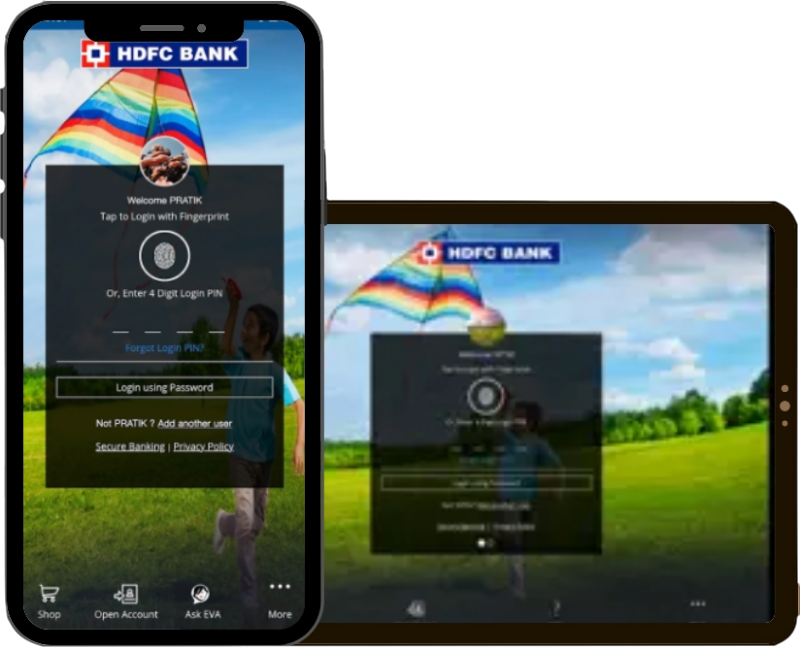 HDFC BANK
Welcome PRATIK
Tap to Login with Fingerprint
Or, Enter 4 Digit Login PIN
Forgot Login PIN?
Login using Password
Not PRATIK ? Add another user
Secure Banking | Privacy Policy
Shop
Open Account
Ask EVA
More
HDFC BANK
Login using Password